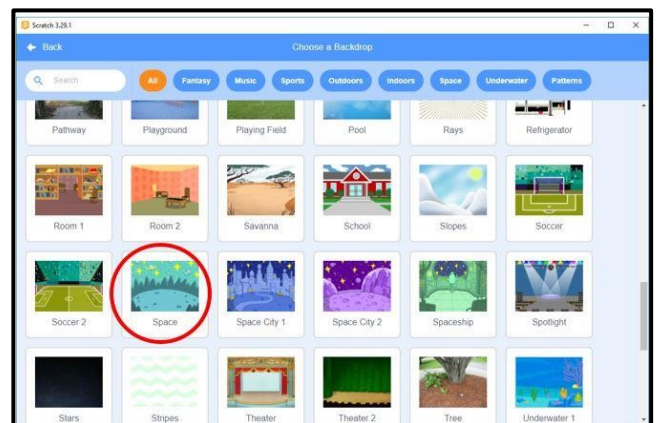 Scratch 3.29.1
Back
Choose a Backdrop
Search
All Fantasy Music Sports Outdoors Indoors Space Underwater Patterns
Pathway Playground Playing Field Pool Rays Refrigerator
Room 1 Room 2 Savanna School Slopes Soccer
Soccer 2 Space Space City 1 Space City 2 Spaceship Spotlight
Stars Stripes Theater Theater 2 Tree Underwater 1